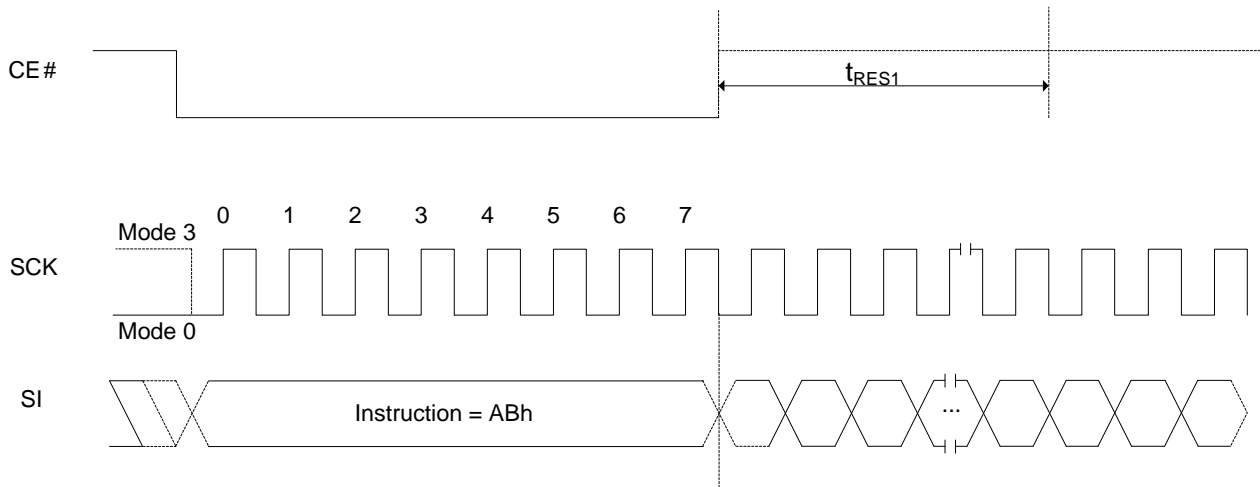 CE#
tRES1
0 1 2 3 4 5 6 7
Mode 3
SCK
Mode 0
SI
Instruction = ABh
...